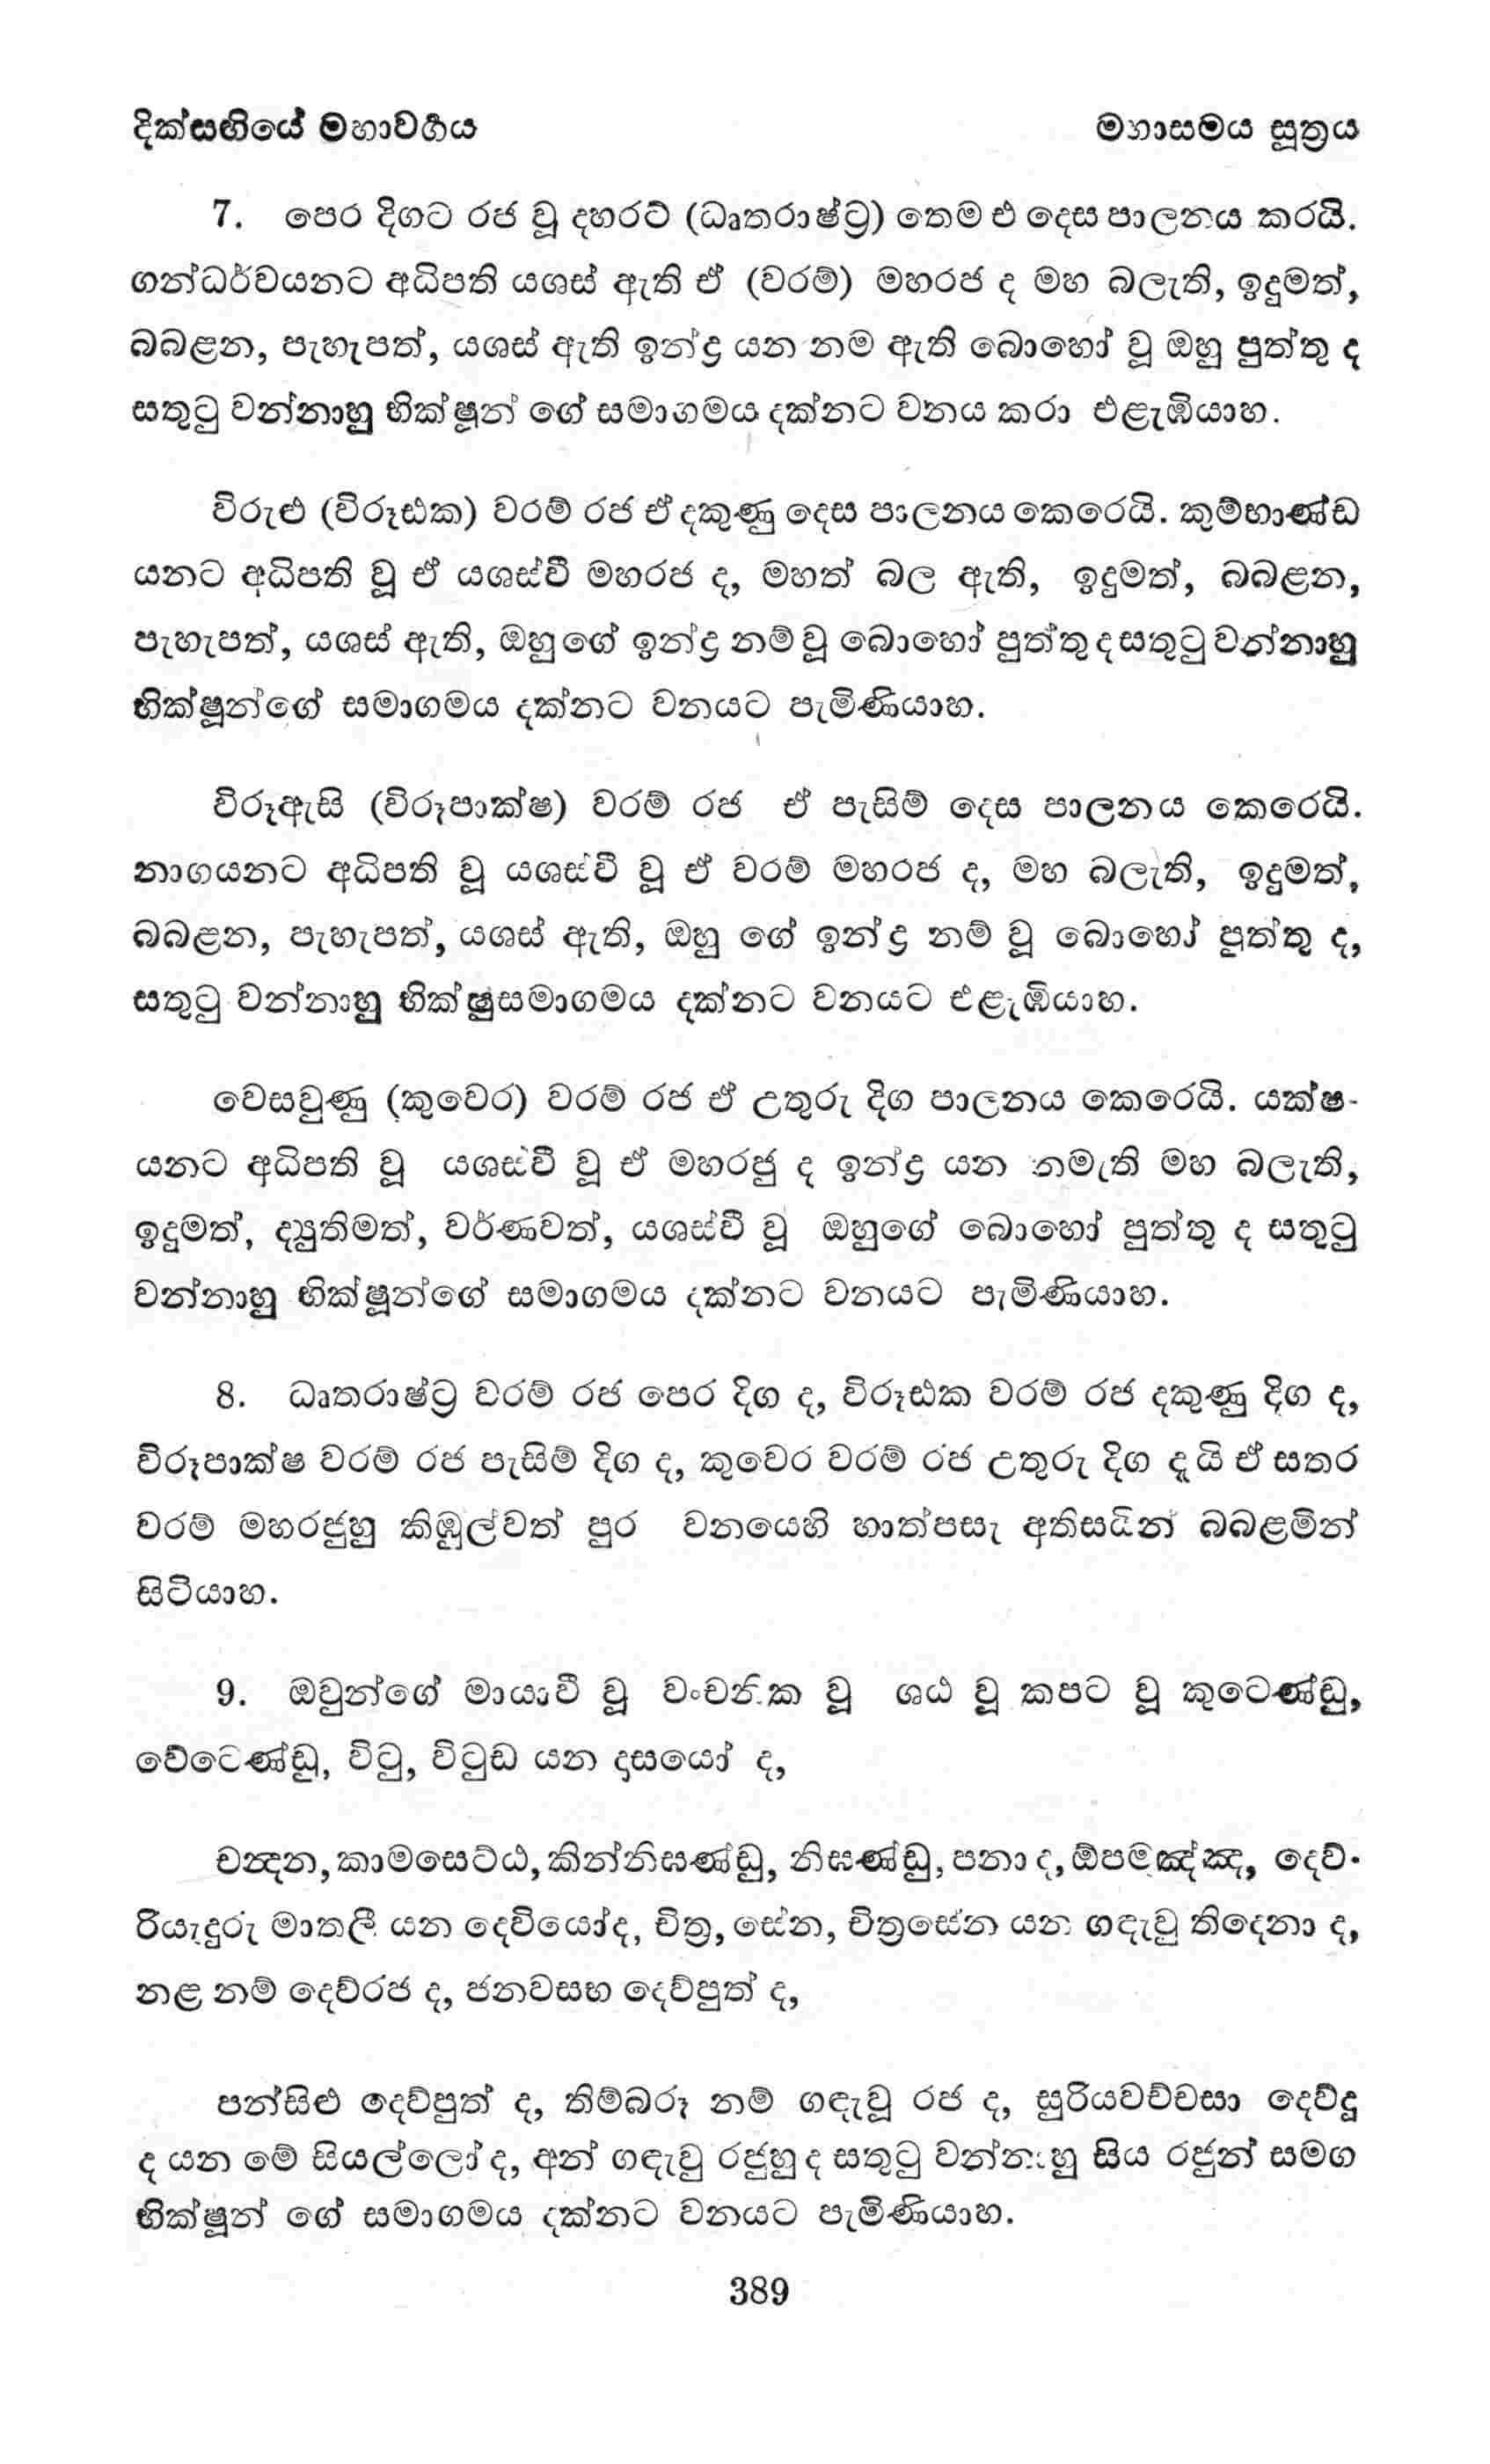 දික්සඟියේ මහාවර්‍ගය
මහාසමය සූත්‍රය
7. පෙර දිගට රජ වූ දහරට් (ධෘතරාෂ්ට්‍ර) තෙම එ දෙස පාලනය කරයි.
ගන්ධර්වයනට අධිපති යශස් ඇති ඒ (වරම්) මහරජ ද මහ බලැති, ඉදුමත්,
බබළන, පැහැපත්, යශස් ඇති ඉන්ද්‍ර යන නම ඇති බොහෝ වූ ඔහු පුත්තු ද
සතුටු වන්නාහු භික්ෂූන් ගේ සමාගමය දක්නට වනය කරා එළැඹියාහ.
විරුළු (විරූඪක) වරම් රජ ඒ දකුණු දෙස පාලනය කෙරෙයි. කුම්භාණ්ඩ
යනට අධිපති වූ ඒ යශස්වී මහරජ ද, මහත් බල ඇති, ඉදුමත්, බබළන,
පැහැපත්, යශස් ඇති, ඔහුගේ ඉන්ද්‍ර නම් වූ බොහෝ පුත්තු ද සතුටු වන්නාහු
භික්ෂූන්ගේ සමාගමය දක්නට වනයට පැමිණියාහ.
විරූඇසි (විරූපාක්ෂ) වරම් රජ ඒ පැසිම් දෙස පාලනය කෙරෙයි.
නාගයනට අධිපති වූ යශස්වී වූ ඒ වරම් මහරජ ද, මහ බලැති, ඉදුමත්,
බබළන, පැහැපත්, යශස් ඇති, ඔහු ගේ ඉන්ද්‍ර නම් වූ බොහෝ පුත්තු ද,
සතුටු වන්නාහු භික්ෂුසමාගමය දක්නට වනයට එළැඹියාහ.
වෙසවුණු (කුවෙර) වරම් රජ ඒ උතුරු දිග පාලනය කෙරෙයි. යක්ෂ-
යනට අධිපති වූ යශස්වී වූ ඒ මහරජු ද ඉන්ද්‍ර යන නමැති මහ බලැති,
ඉදුමත්, ද්‍යුතිමත්, වර්ණවත්, යශස්වී වූ ඔහුගේ බොහෝ පුත්තු ද සතුටු
වන්නාහු භික්ෂූන්ගේ සමාගමය දක්නට වනයට පැමිණියාහ.
8. ධෘතරාෂ්ට්‍ර වරම් රජ පෙර දිග ද, විරූඪක වරම් රජ දකුණු දිග ද,
විරූපාක්ෂ වරම් රජ පැසිම් දිග ද, කුවෙර වරම් රජ උතුරු දිග දැයි ඒ සතර
වරම් මහරජුහු කිඹුල්වත් පුර වනයෙහි හාත්පසැ අතිසයින් බබළමින්
සිටියාහ.
9. ඔවුන්ගේ මායාවී වූ වංචනික වූ ශඨ වූ කපට වූ කුටෙණ්ඩු,
වේටෙණ්ඩු, විටු, විටුඩ යන දාසයෝ ද,
චන්‍දන, කාමසෙට්ඨ, කින්නිඝණ්ඩු, නිඝණ්ඩු, පනාද, ඕපමඤ්ඤ, දෙව්-
රියැදුරු මාතලී යන දෙවියෝද, චිත්‍ර, සේන, චිත්‍රසේන යන ගඳැවු තිදෙනා ද,
නළ නම් දෙව්රජ ද, ජනවසභ දෙව්පුත් ද,
පන්සිළු දෙව්පුත් ද, තිම්බරූ නම් ගඳැවූ රජ ද, සුරියවච්චසා දෙව්දූ
ද යන මේ සියල්ලෝ ද, අන් ගඳැවු රජුහු ද සතුටු වන්නාහු සිය රජුන් සමග
භික්ෂූන් ගේ සමාගමය දක්නට වනයට පැමිණියාහ.
389